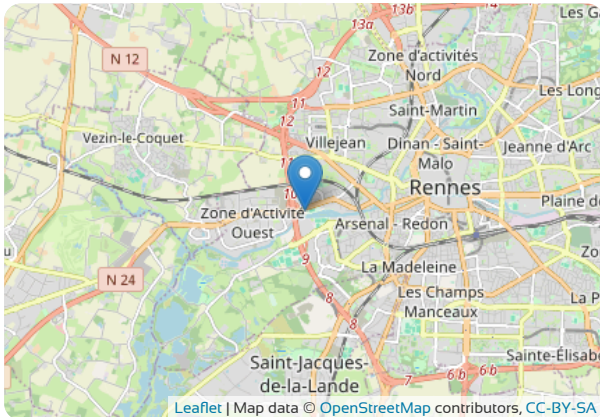 13b
Les Ga
13a
N 12
Zone d'activités
Nord
12
11
Les Long
Saint-Martin
12
Vezin-le-Coquet
Villejean
Dinan - Saint-
Malo
Jeanne d'Arc
11
10
Rennes
Plaine de
Zone d'Activité
Ouest
Arsenal - Redon
u
9
Zo
N 24
La Madeleine
8
Les Champs
Manceaux
La P
8
Saint-Jacques-
de-la-Lande
Sainte-Élisabe
7
6 b
6 b
Leaflet | Map data © OpenStreetMap contributors, CC-BY-SA